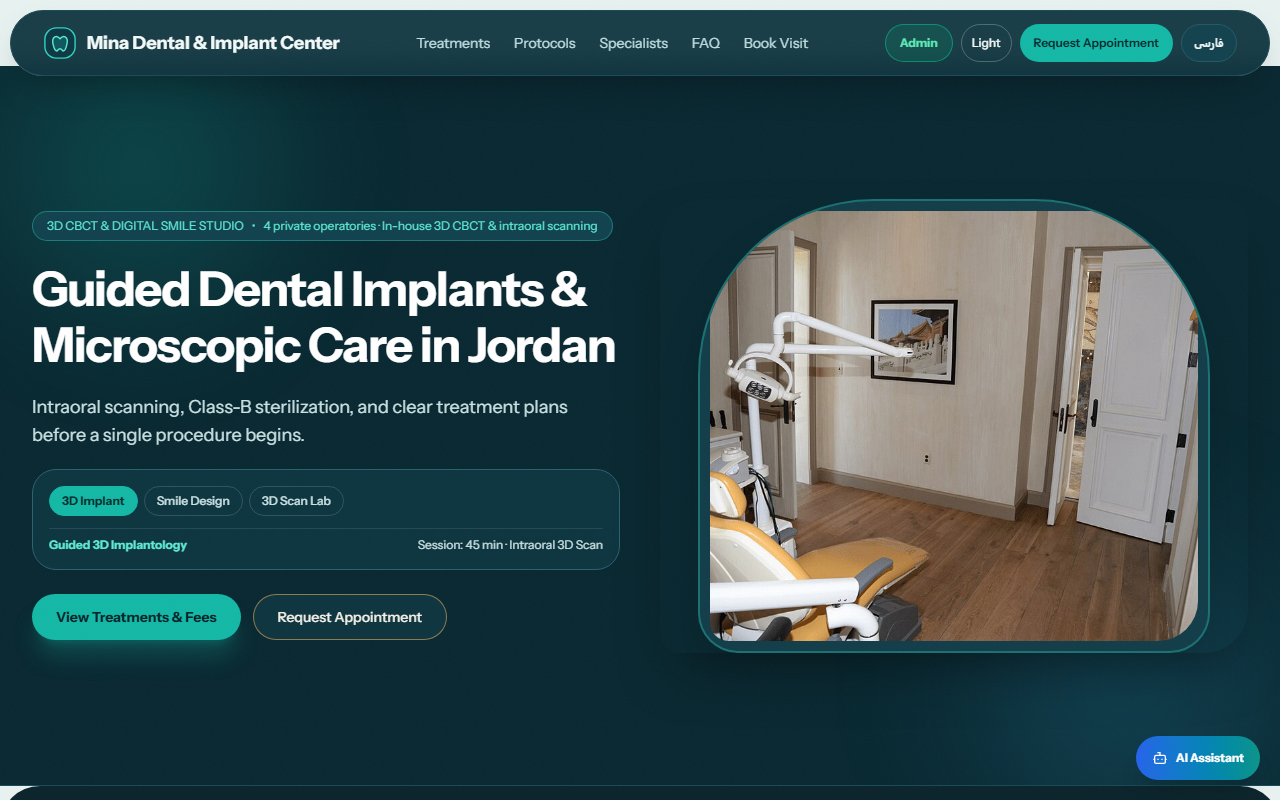 Mina Dental & Implant Center
Treatments Protocols Specialists FAQ Book Visit
Admin Light Request Appointment فارسی
3D CBCT & DIGITAL SMILE STUDIO • 4 private operatories · In-house 3D CBCT & intraoral scanning
Guided Dental Implants &
Microscopic Care in Jordan
Intraoral scanning, Class-B sterilization, and clear treatment plans
before a single procedure begins.
3D Implant Smile Design 3D Scan Lab
Guided 3D Implantology Session: 45 min · Intraoral 3D Scan
View Treatments & Fees Request Appointment
AI Assistant